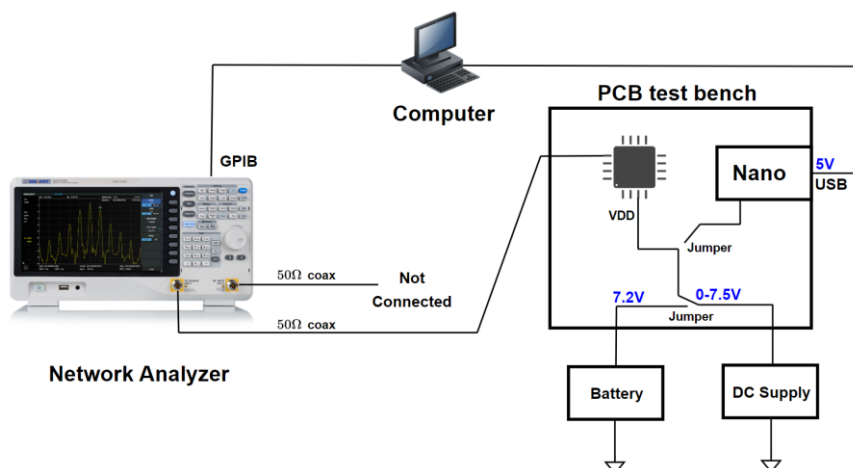 Computer
PCB test bench
GPIB
Nano
5V
USB
VDD
Jumper
50Ω coax
Not
Connected
7.2V
0-7.5V
Jumper
50Ω coax
Network Analyzer
Battery
DC Supply